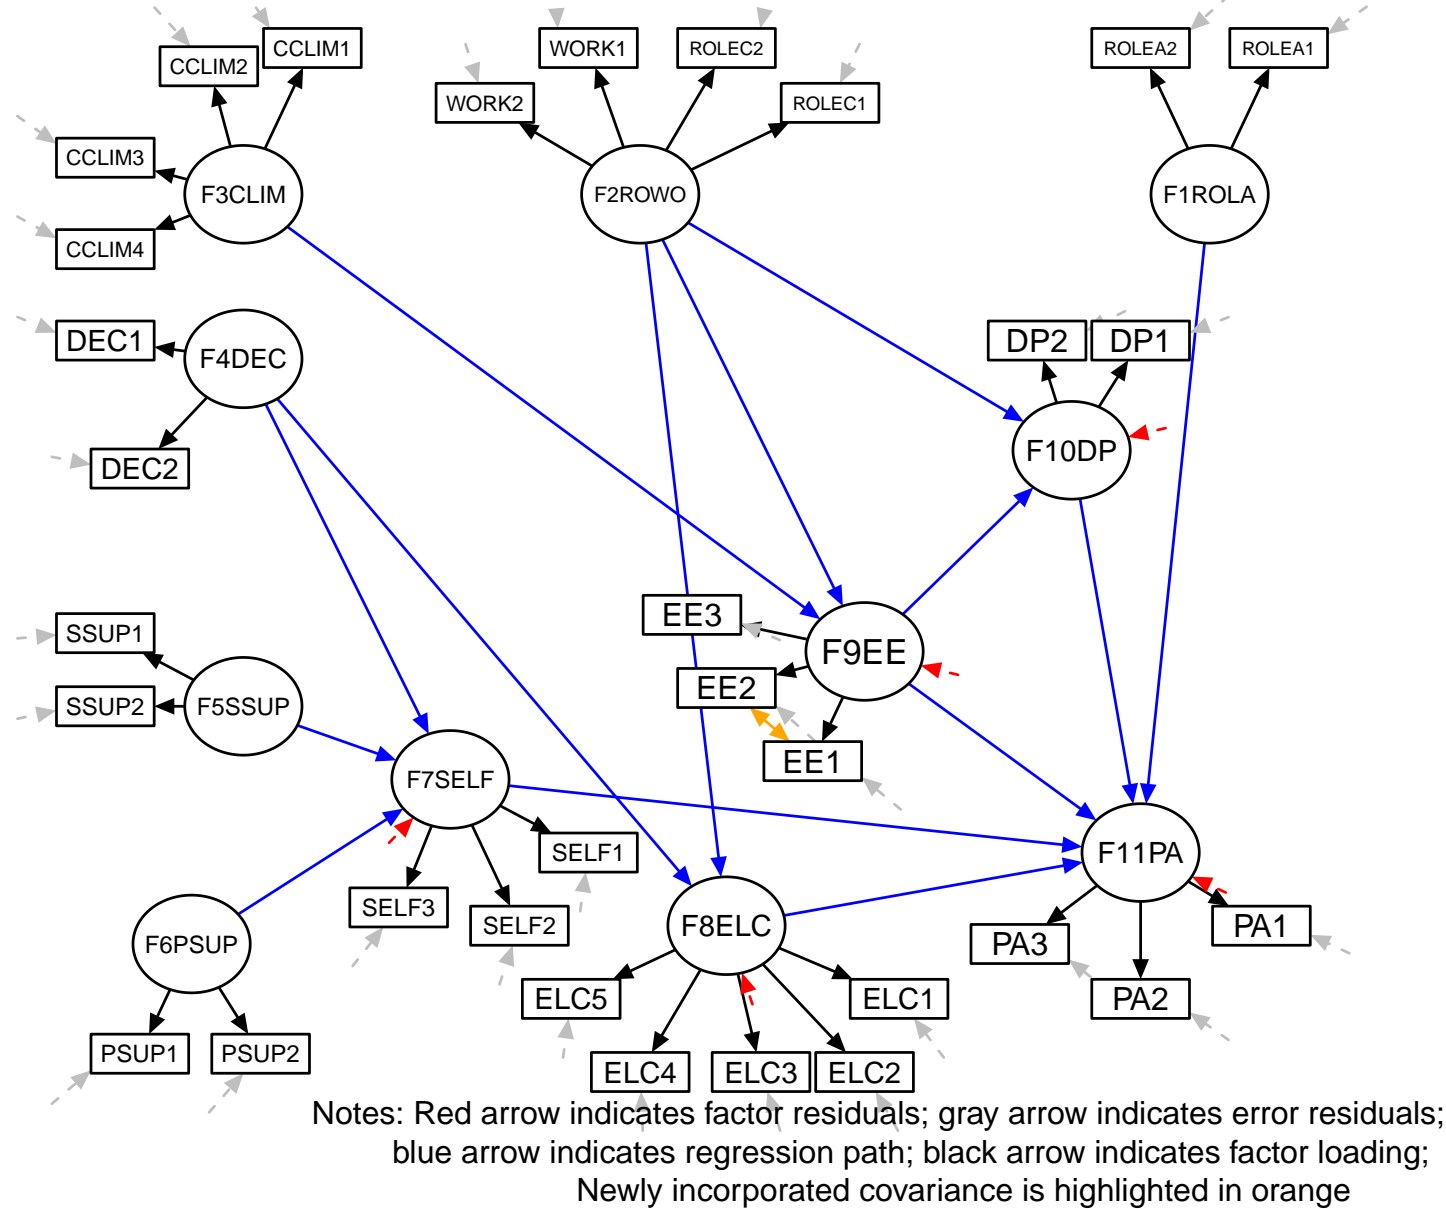 CCLIM1
WORK1
ROLEC2
ROLEA2
ROLEA1
CCLIM2
WORK2
ROLEC1
CCLIM3
F3CLIM
F2ROWO
F1ROLA
CCLIM4
DEC1
F4DEC
DP2
DP1
DEC2
F10DP
SSUP1
EE3
F9EE
SSUP2
F5SSUP
EE2
EE1
F7SELF
SELF1
F11PA
SELF3
SELF2
F8ELC
PA1
F6PSUP
PA3
ELC5
ELC1
PA2
PSUP1
PSUP2
ELC4
ELC3
ELC2
Notes: Red arrow indicates factor residuals; gray arrow indicates error residuals;
blue arrow indicates regression path; black arrow indicates factor loading;
Newly incorporated covariance is highlighted in orange